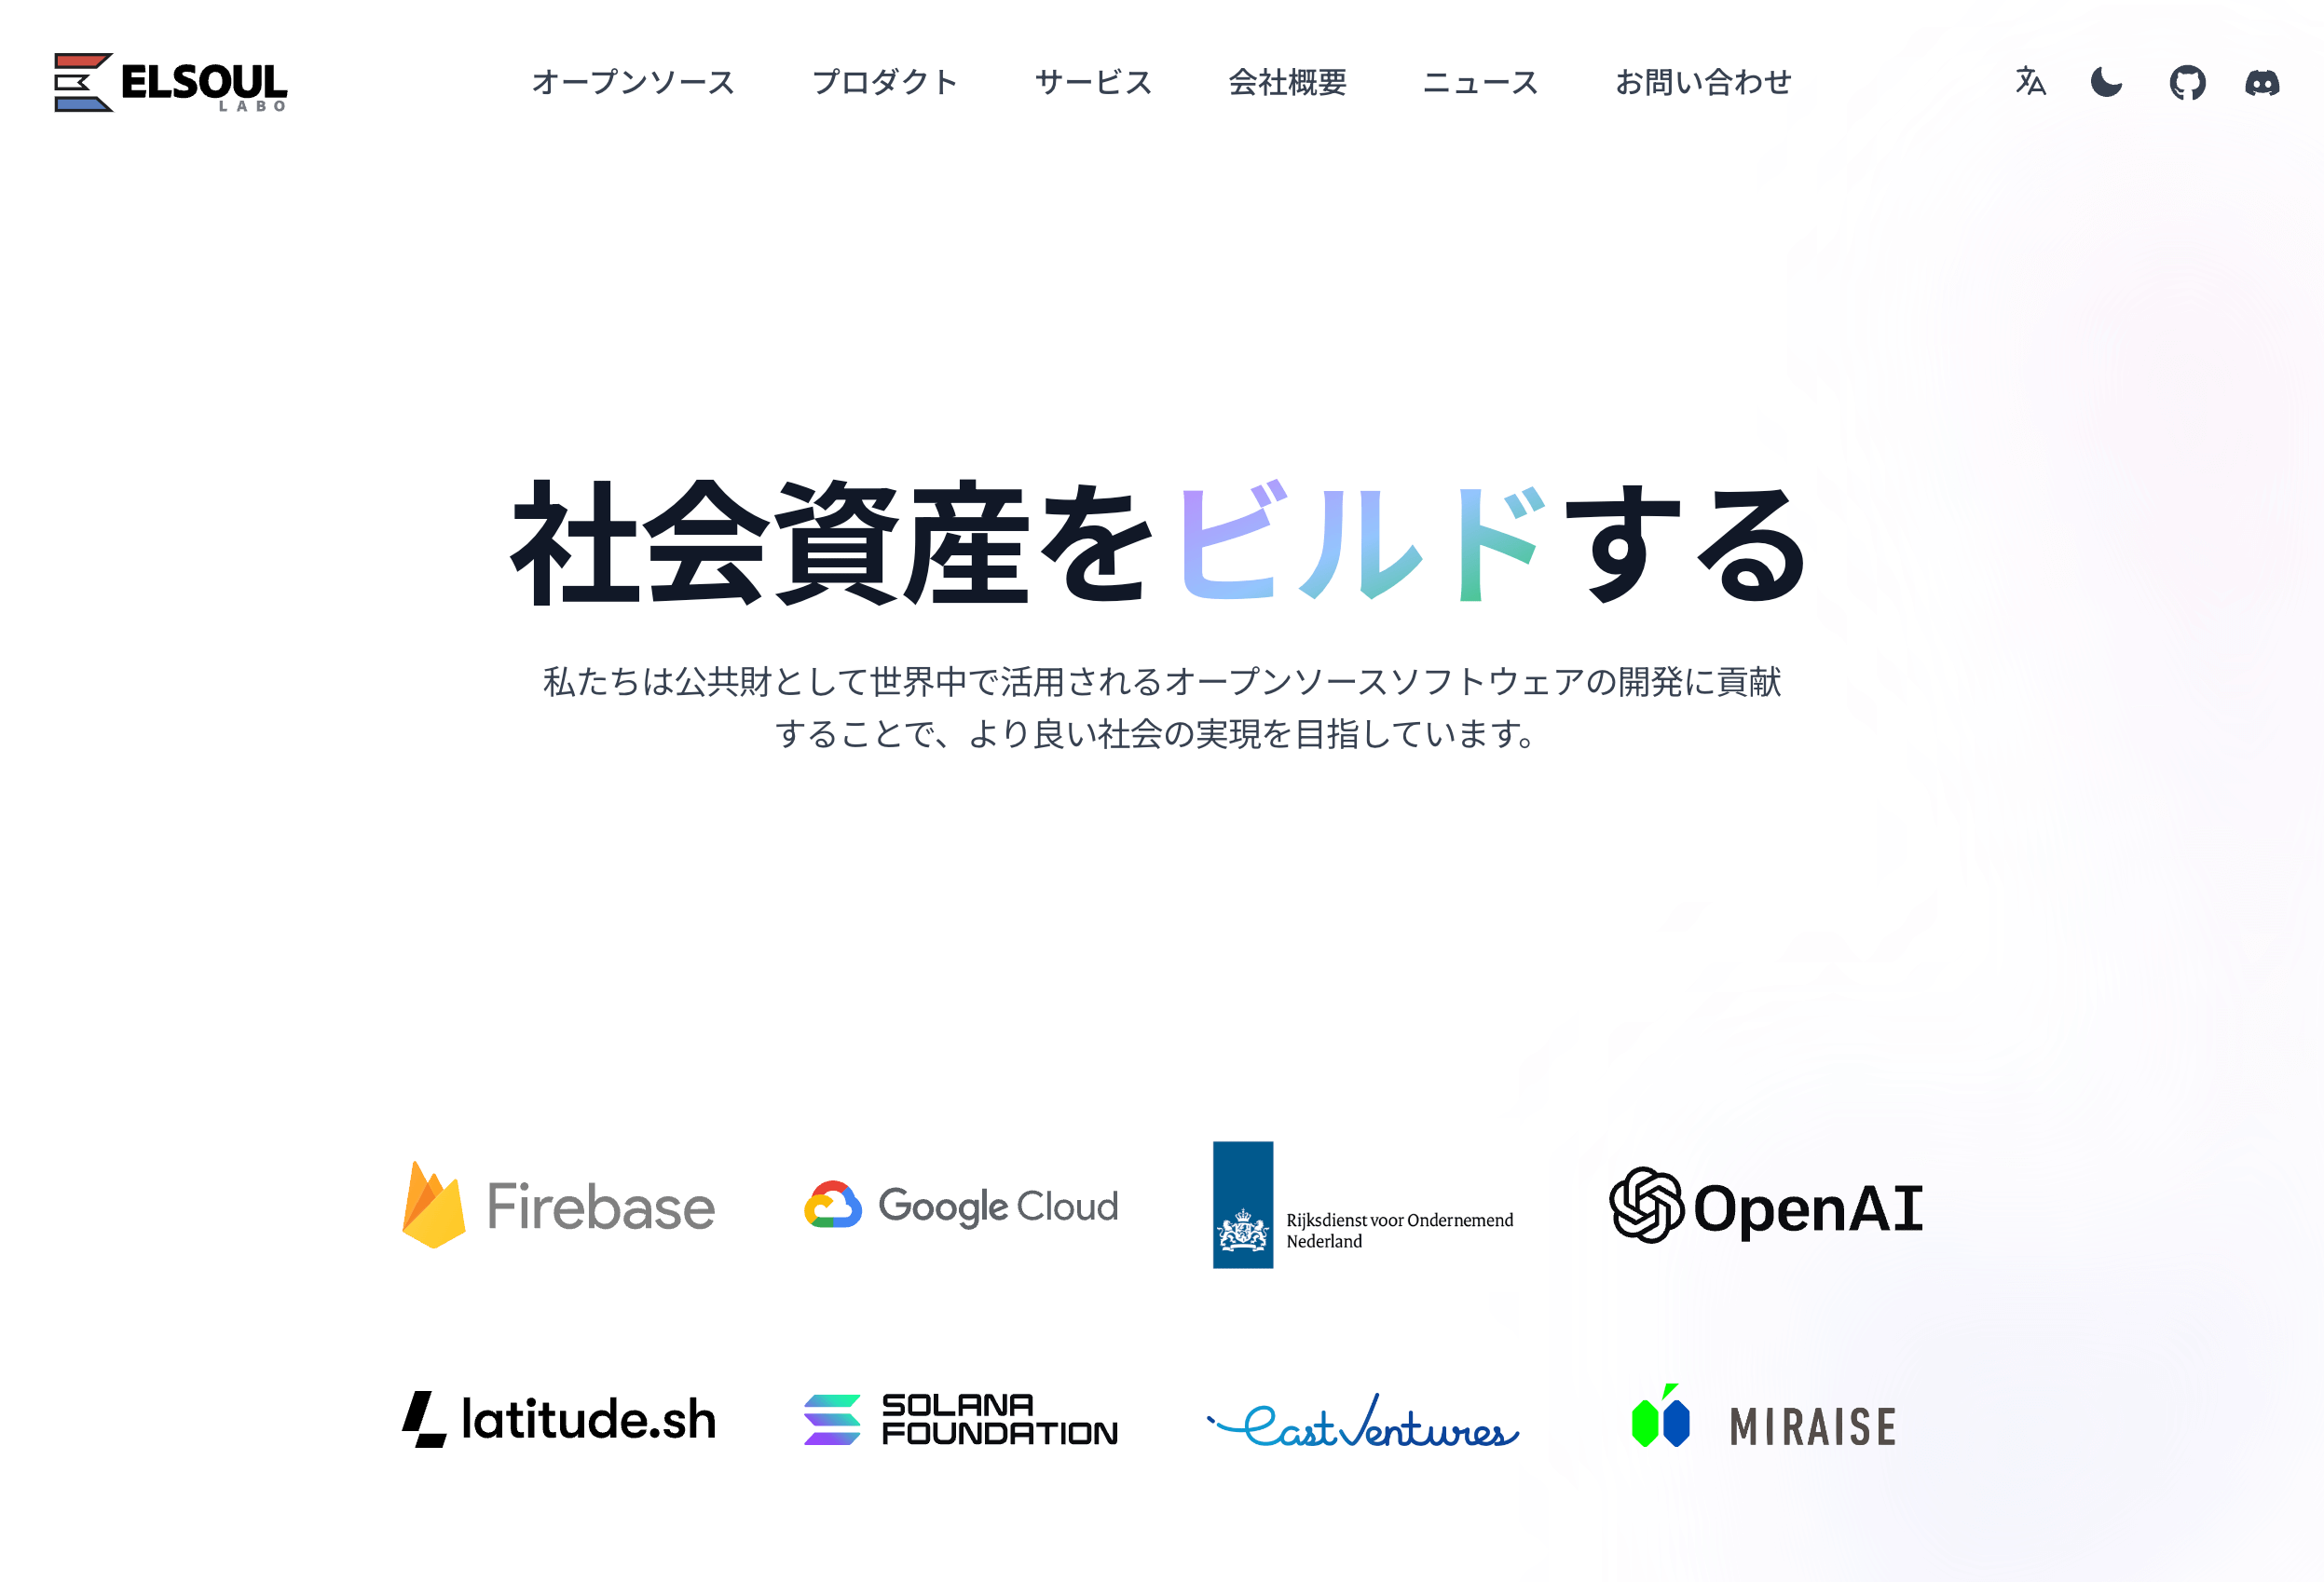 ELSOUL
LABO
オープンソース
プロダクト
サービス
会社概要
ニュース
お問い合わせ
社会資産をビルドする
私たちは公共財として世界中で活用されるオープンソースソフトウェアの開発に貢献
することで、より良い社会の実現を目指しています。
Firebase
Google Cloud
Rijksdienst voor Ondernemend
Nederland
OpenAI
latitude.sh
SOLANA
FOUNDATION
East Ventures
MIRAISE